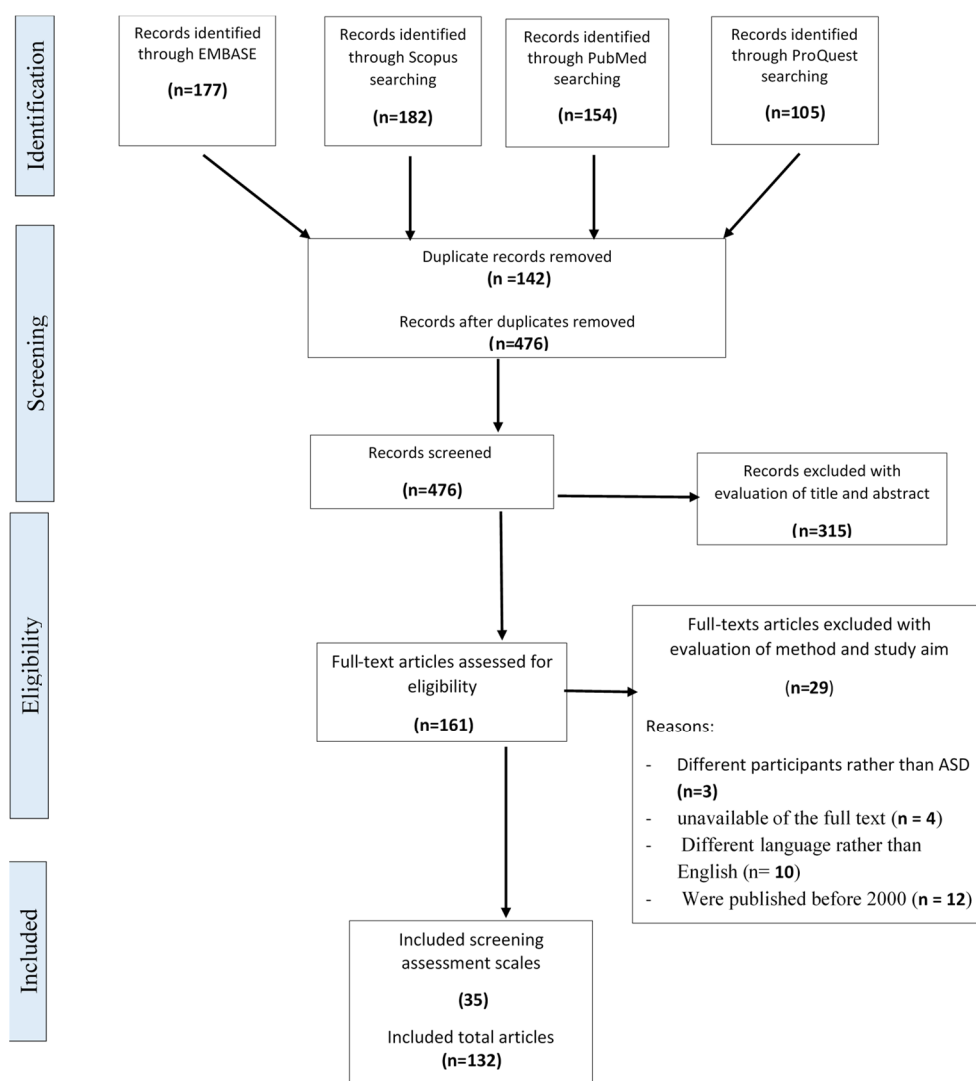 Identification
Records identified
through EMBASE
(n=177)
Records identified
through Scopus
searching
(n=182)
Records identified
through PubMed
searching
(n=154)
Records identified
through ProQuest
searching
(n=105)
Screening
Duplicate records removed
(n =142)
Records after duplicates removed
(n=476)
Records screened
(n=476)
Records excluded with
evaluation of title and abstract
(n=315)
Eligibility
Full-text articles assessed for
eligibility
(n=161)
Full-texts articles excluded with
evaluation of method and study aim
(n=29)
Reasons:
- Different participants rather than ASD
(n=3)
- unavailable of the full text (n = 4)
- Different language rather than
English (n= 10)
- Were published before 2000 (n = 12)
Included
Included screening
assessment scales
(35)
Included total articles
(n=132)